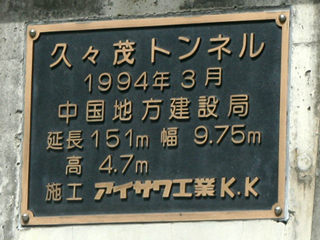 久々茂トンネル
1994年3月
中国地方建設局
延長151m 幅 9.75m
高 4.7m
施工 アイサワ工業K.K